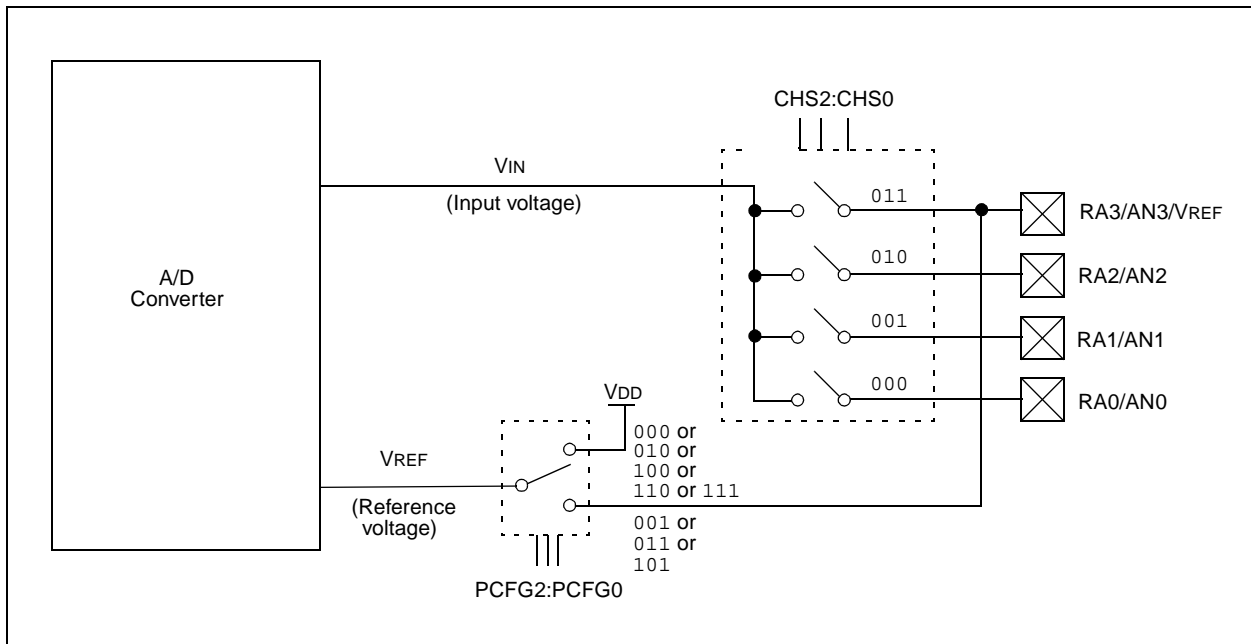 CHS2:CHS0
VIN
(Input voltage)
011
RA3/AN3/VREF
010
RA2/AN2
A/D
Converter
001
RA1/AN1
000
RA0/AN0
VDD
000 or
010 or
100 or
110 or 111
VREF
(Reference
voltage)
001 or
011 or
101
PCFG2:PCFG0